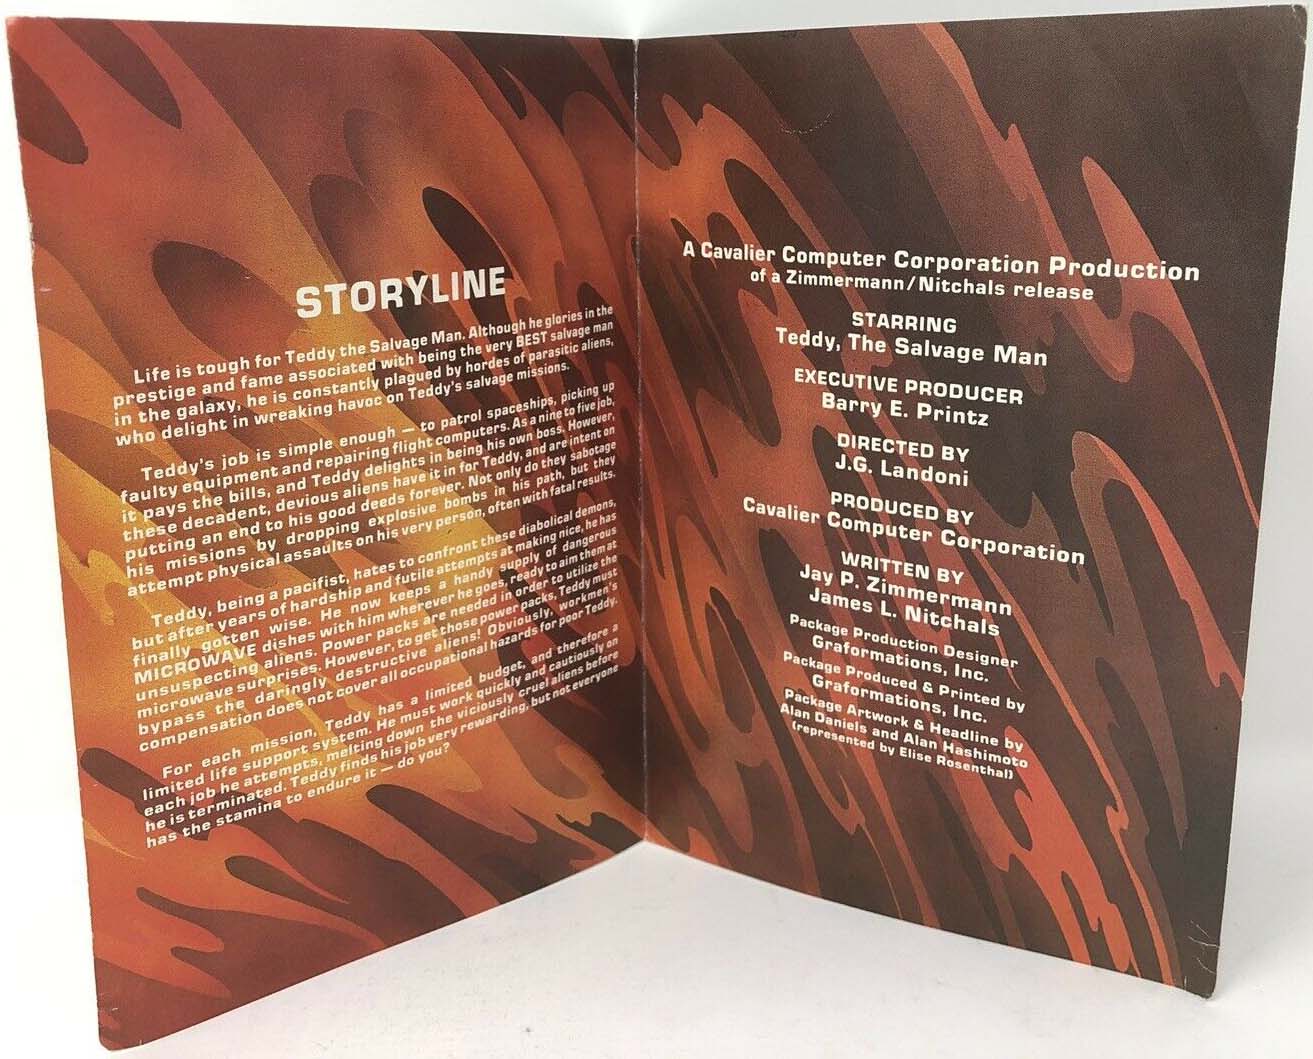 STORYLINE
Life is tough for Teddy the Salvage Man. Although he glories in the
prestige and fame associated with being the very BEST salvage man
in the galaxy, he is constantly plagued by hordes of parasitic aliens,
who delight in wreaking havoc on Teddy's salvage missions.
Teddy's job is simple enough — to patrol spaceships, picking up
faulty equipment and repairing flight computers. As a nine to five job,
it pays the bills, and Teddy delights in being his own boss. However,
these decadent, devious aliens have it in for Teddy, and are intent on
putting an end to his good deeds forever. Not only do they sabotage
his missions by dropping explosive bombs in his path, but they
attempt physical assaults on his very person, often with fatal results.
Teddy, being a pacifist, hates to confront these diabolical demons,
but after years of hardship and futile attempts at making nice, he has
finally gotten wise. He now keeps a handy supply of dangerous
MICROWAVE dishes with him wherever he goes, ready to aim them at
unsuspecting aliens. Power packs are needed in order to utilize the
microwave surprises. However, to get those power packs, Teddy must
bypass the daringly destructive aliens! Obviously, workmen's
compensation does not cover all occupational hazards for poor Teddy.
For each mission, Teddy has a limited budget, and therefore a
limited life support system. He must work quickly and cautiously on
each job he attempts, melting down the viciously cruel aliens before
he is terminated. Teddy finds his job very rewarding, but not everyone
has the stamina to endure it — do you?
A Cavalier Computer Corporation Production
of a Zimmermann/Nitchals release
STARRING
Teddy, The Salvage Man
EXECUTIVE PRODUCER
Barry E. Printz
DIRECTED BY
J.G. Landoni
PRODUCED BY
Cavalier Computer Corporation
WRITTEN BY
Jay P. Zimmermann
James L. Nitchals
Package Production Designer
Graformations, Inc.
Package Produced & Printed by
Graformations, Inc.
Package Artwork & Headline by
Alan Daniels and Alan Hashimoto
(represented by Elise Rosenthal)